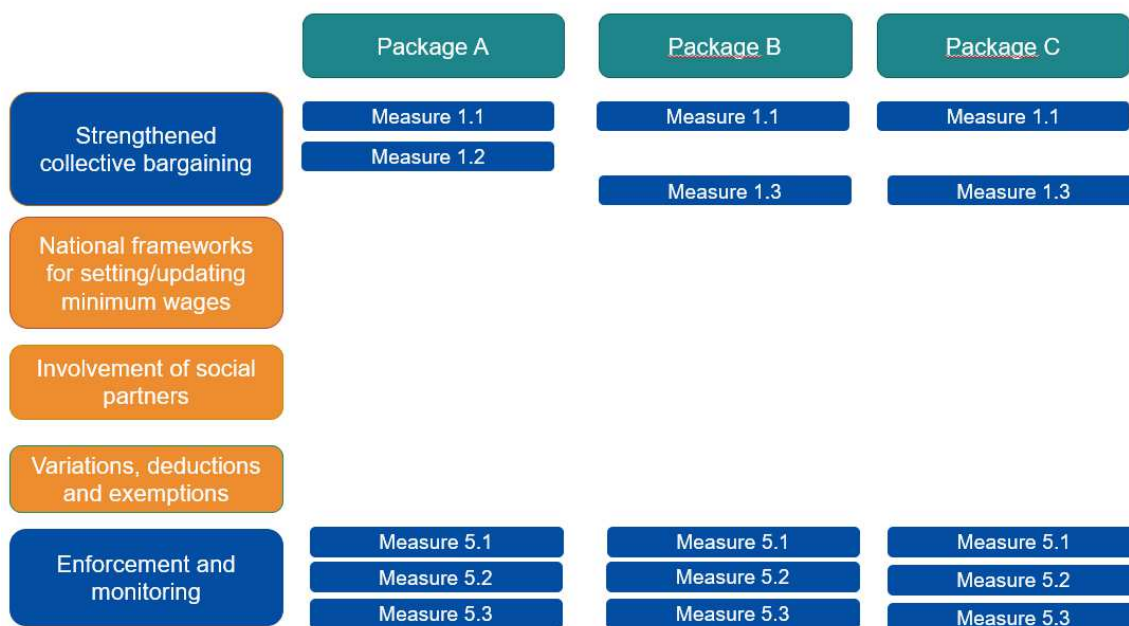 Package A
Package B
Package C
Strengthened
collective bargaining
Measure 1.1
Measure 1.1
Measure 1.1
Measure 1.2
Measure 1.3
Measure 1.3
National frameworks
for setting/updating
minimum wages
Involvement of social
partners
Variations, deductions
and exemptions
Enforcement and
monitoring
Measure 5.1
Measure 5.1
Measure 5.1
Measure 5.2
Measure 5.2
Measure 5.2
Measure 5.3
Measure 5.3
Measure 5.3